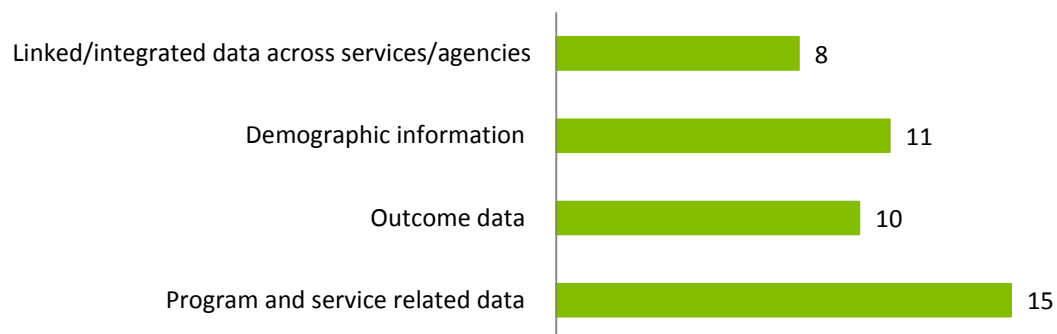 Linked/integrated data across services/agencies 8
Demographic information 11
Outcome data 10
Program and service related data 15